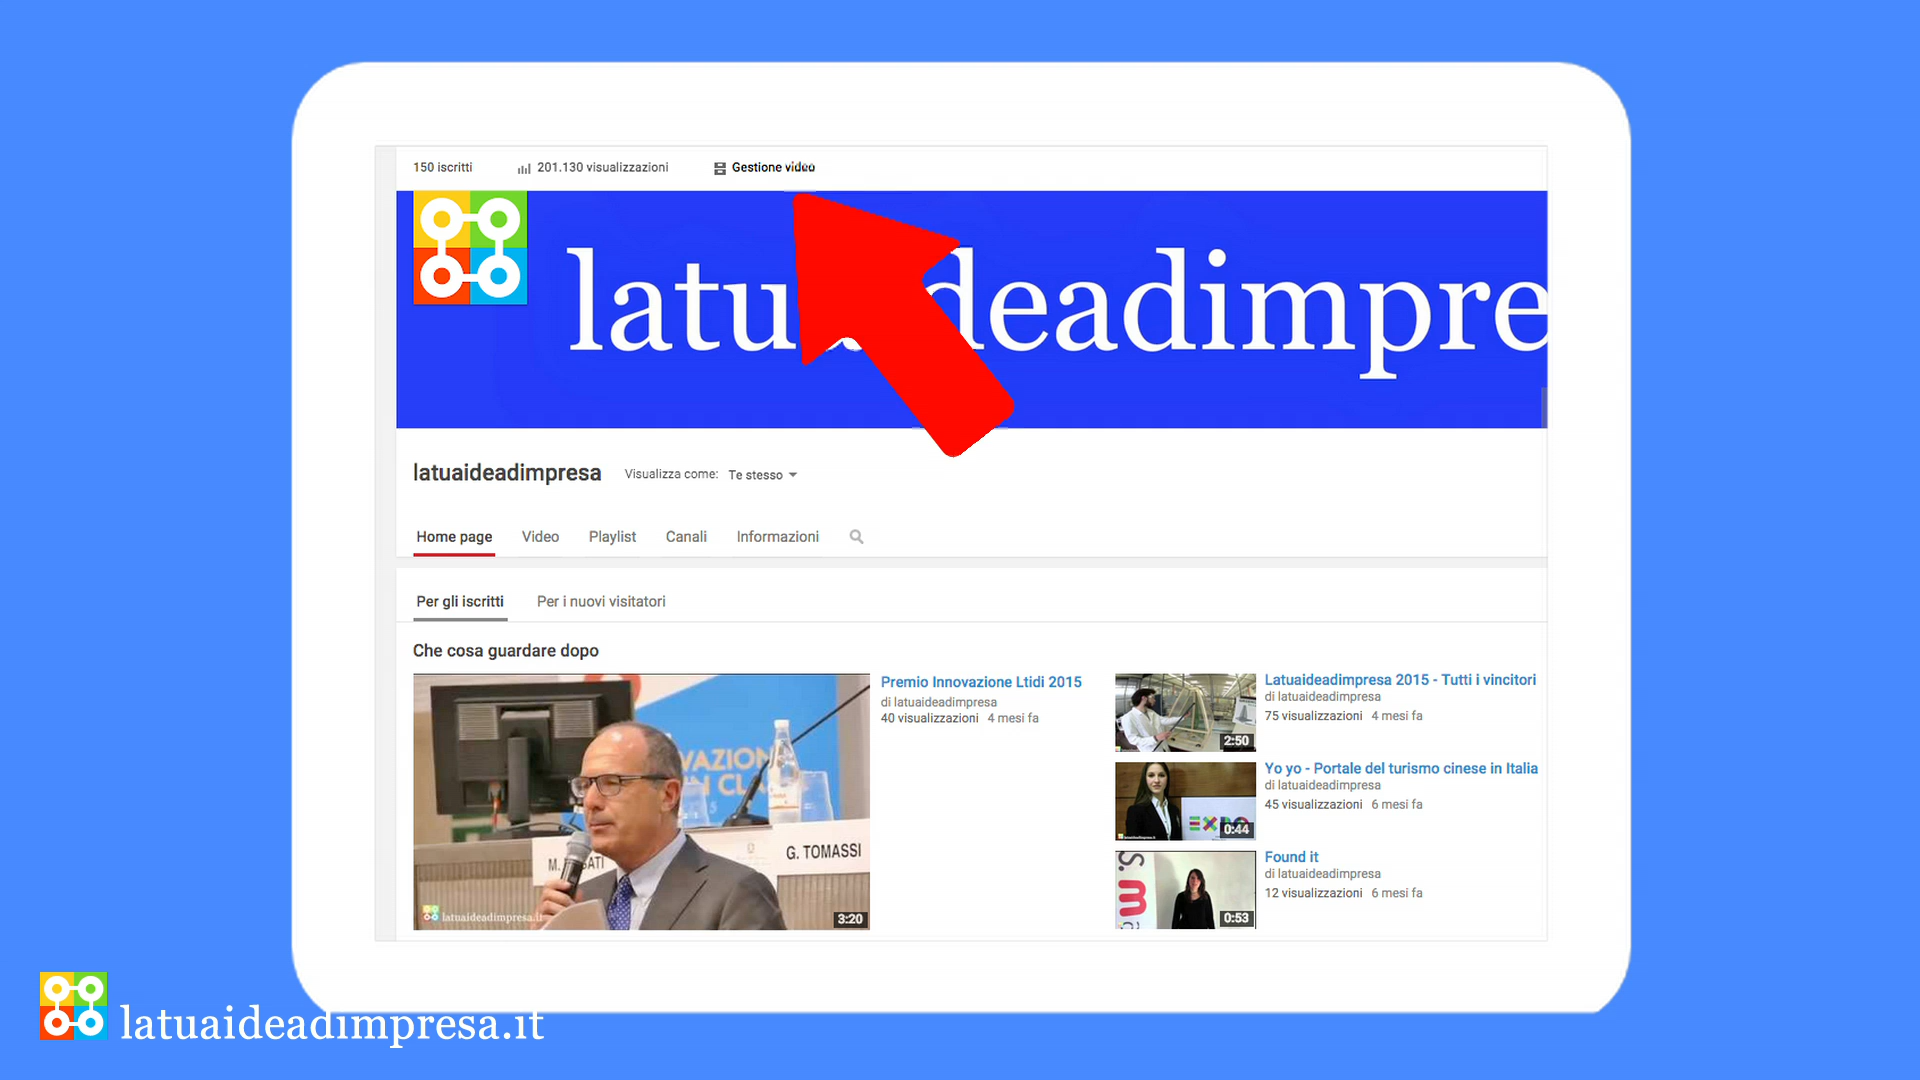 150 iscritti
201.130 visualizzazioni
Gestione video
latu deadimpre
latuaideadimpresa
Visualizza come: Te stesso
Home page
Video
Playlist
Canali
Informazioni
Per gli iscritti
Per i nuovi visitatori
Che cosa guardare dopo
G. TOMASSI
latuaideadimpresa.it
3:20
Premio Innovazione Ltidi 2015
di latuaideadimpresa
40 visualizzazioni 4 mesi fa
2:50
Latuaideadimpresa 2015 - Tutti i vincitori
di latuaideadimpresa
75 visualizzazioni 4 mesi fa
EXPO
0:44
Yo yo - Portale del turismo cinese in Italia
di latuaideadimpresa
45 visualizzazioni 6 mesi fa
0:53
Found it
di latuaideadimpresa
12 visualizzazioni 6 mesi fa
latuaideadimpresa.it